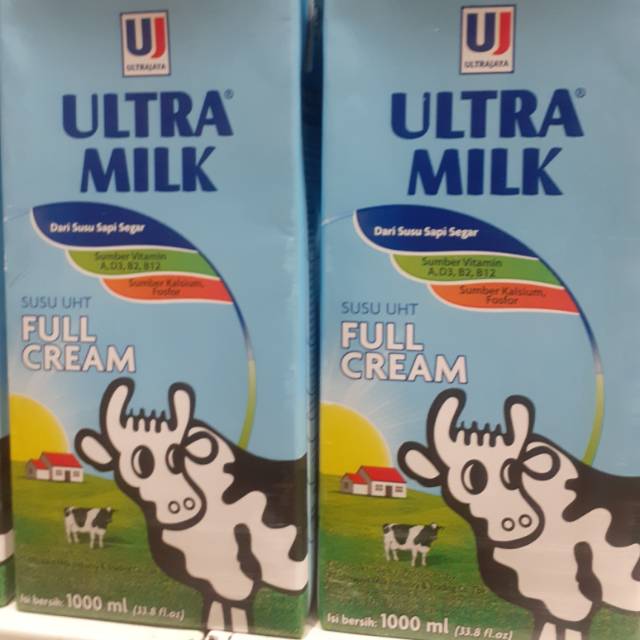 UJ
ULTRAJAYA
ULTRA®
MILK
Dari Susu Sapi Segar
Sumber Vitamin
A, D3, B2, B12
Sumber Kalsium,
Fosfor
SUSU UHT
FULL
CREAM
Isi bersih: 1000 ml (33.8 fl.oz)
UJ
ULTRAJAYA
ULTRA®
MILK
Dari Susu Sapi Segar
Sumber Vitamin
A, D3, B2, B12
Sumber Kalsium,
Fosfor
SUSU UHT
FULL
CREAM
Isi bersih: 1000 ml (33.8 fl.oz)